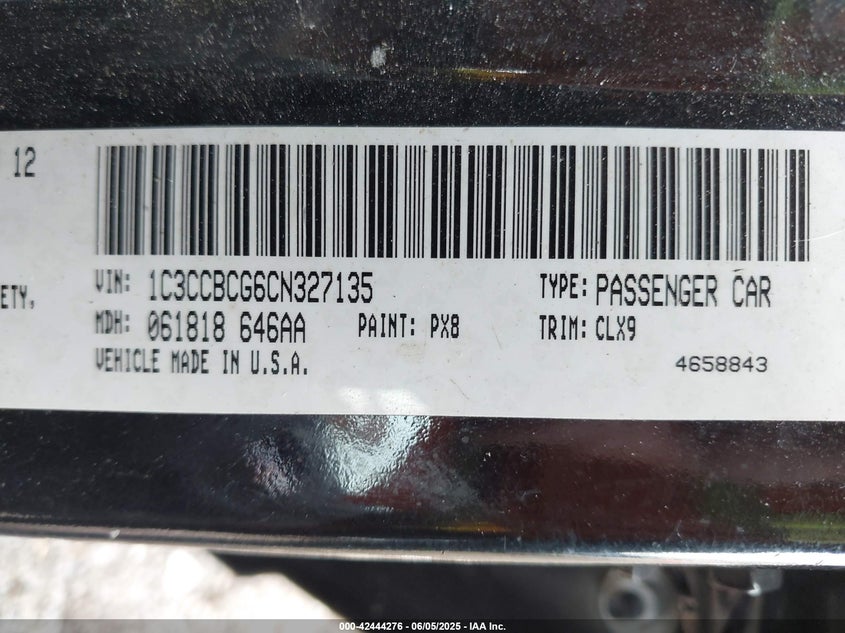 12
VIN: 1C3CCBCG6CN327135 TYPE: PASSENGER CAR
ETY,
MDH: 061818 646AA PAINT: PX8 TRIM: CLX9
VEHICLE MADE IN U.S.A. 4658843
000-42444276 - 06/05/2025 - IAA Inc.